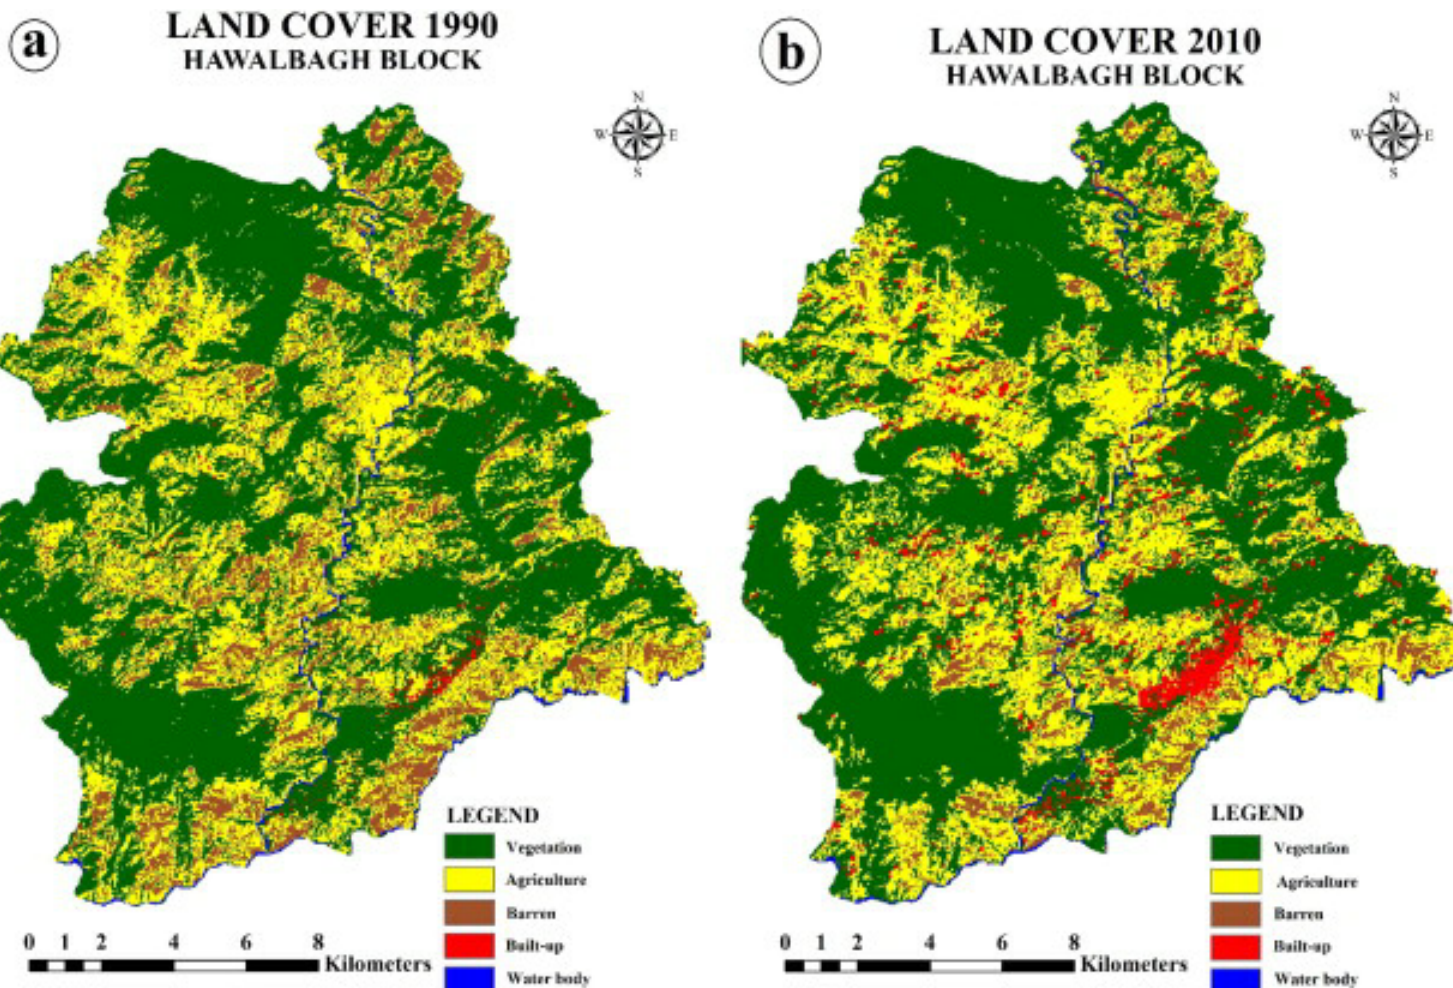 a
LAND COVER 1990
HAWALBAGH BLOCK
N
W E
S
LEGEND
Vegetation
Agriculture
Barren
Built-up
Water body
0 1 2 4 6 8
Kilometers
b
LAND COVER 2010
HAWALBAGH BLOCK
N
W E
S
LEGEND
Vegetation
Agriculture
Barren
Built-up
Water body
0 1 2 4 6 8
Kilometers